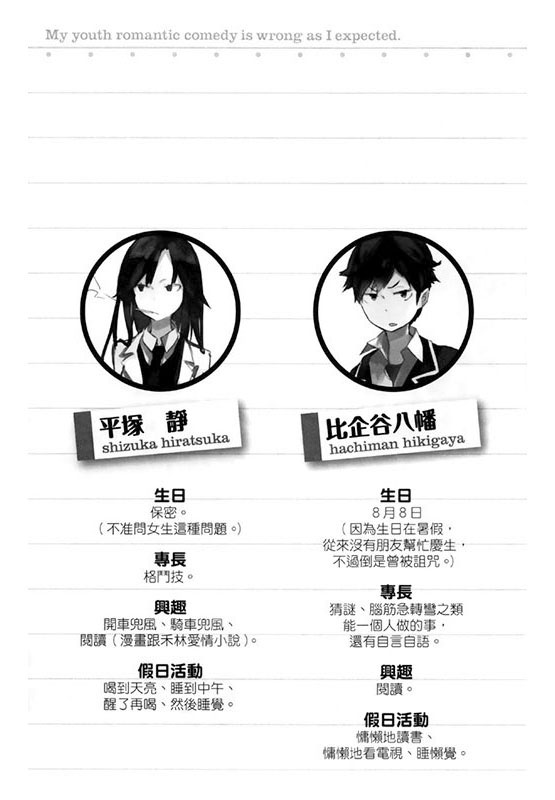 My youth romantic comedy is wrong as I expected.
平塚　靜
shizuka hiratsuka
生日
保密。
（不准問女生這種問題。）
專長
格鬥技。
興趣
開車兜風、騎車兜風、
閱讀（漫畫跟禾林愛情小說）。
假日活動
喝到天亮、睡到中午、
醒了再喝、然後睡覺。
比企谷八幡
hachiman hikigaya
生日
8月8日
（因為生日在暑假，
從來沒有朋友幫忙慶生，
不過倒是曾被詛咒。）
專長
猜謎、腦筋急轉彎之類
能一個人做的事，
還有自言自語。
興趣
閱讀。
假日活動
慵懶地讀書、
慵懶地看電視、睡懶覺。